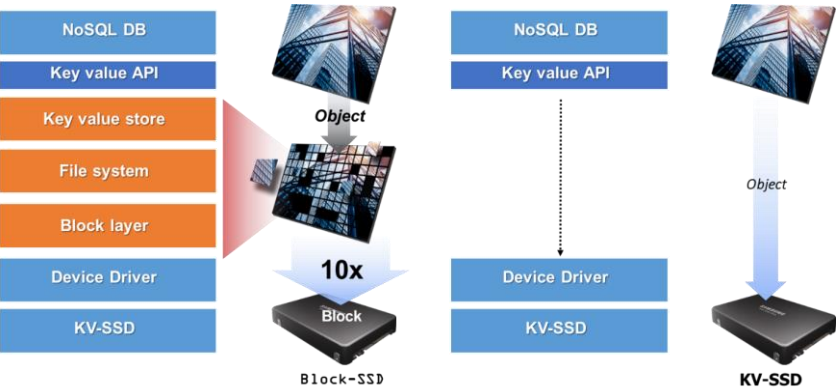 NoSQL DB
Key value API
Key value store
File system
Block layer
Device Driver
KV-SSD
Object
10x
Block
Block-SSD
NoSQL DB
Key value API
Device Driver
KV-SSD
Object
KV-SSD